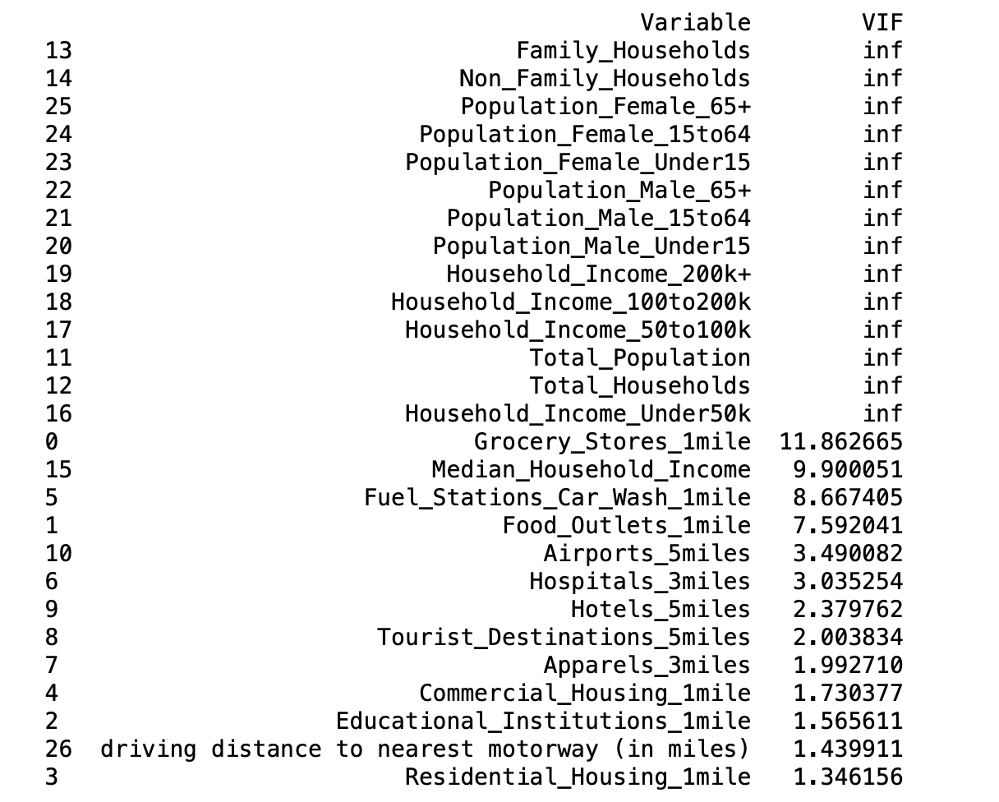 Variable VIF
13 Family_Households inf
14 Non_Family_Households inf
25 Population_Female_65+ inf
24 Population_Female_15to64 inf
23 Population_Female_Under15 inf
22 Population_Male_65+ inf
21 Population_Male_15to64 inf
20 Population_Male_Under15 inf
19 Household_Income_200k+ inf
18 Household_Income_100to200k inf
17 Household_Income_50to100k inf
11 Total_Population inf
12 Total_Households inf
16 Household_Income_Under50k inf
0 Grocery_Stores_1mile 11.862665
15 Median_Household_Income 9.900051
5 Fuel_Stations_Car_Wash_1mile 8.667405
1 Food_Outlets_1mile 7.592041
10 Airports_5miles 3.490082
6 Hospitals_3miles 3.035254
9 Hotels_5miles 2.379762
8 Tourist_Destinations_5miles 2.003834
7 Apparels_3miles 1.992710
4 Commercial_Housing_1mile 1.730377
2 Educational_Institutions_1mile 1.565611
26 driving distance to nearest motorway (in miles) 1.439911
3 Residential_Housing_1mile 1.346156